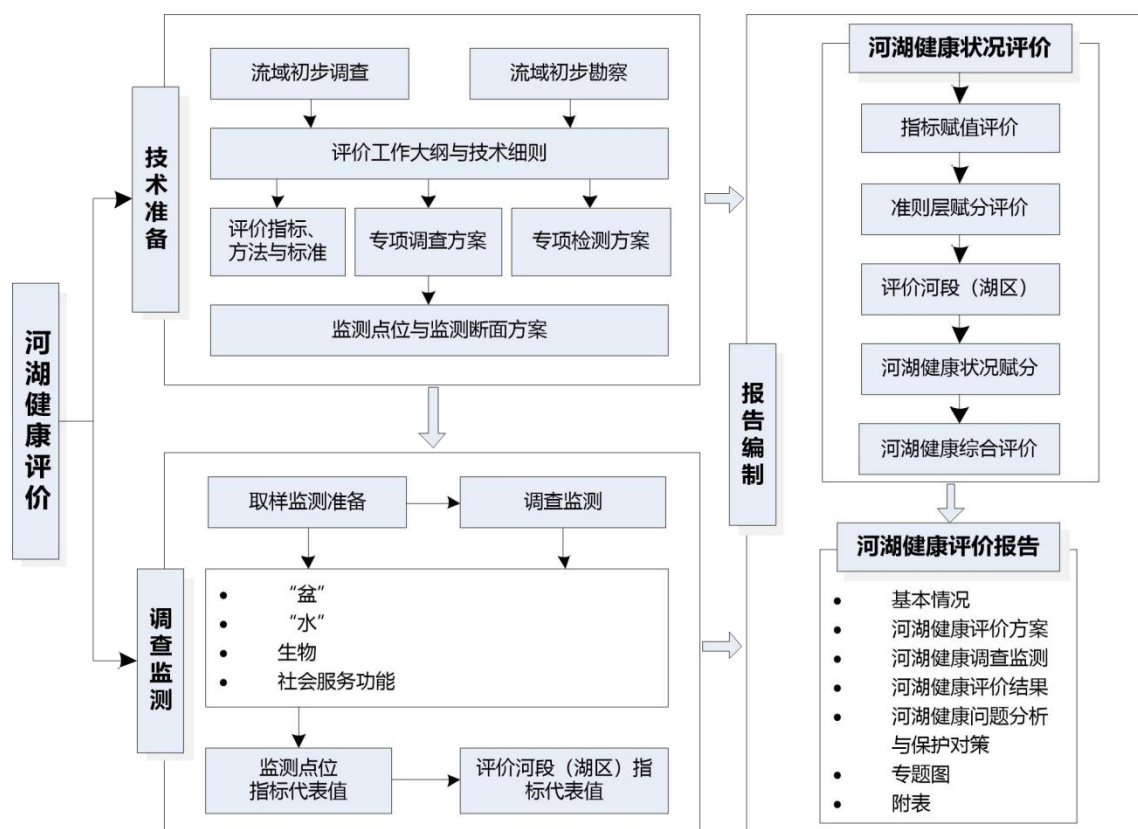 河湖健康评价
技术准备
流域初步调查
流域初步勘察
评价工作大纲与技术细则
评价指标、
方法与标准
专项调查方案
专项检测方案
监测点位与监测断面方案
调查监测
取样监测准备
调查监测
• “盆”
• “水”
• 生物
• 社会服务功能
监测点位
指标代表值
评价河段（湖区）指
标代表值
报告编制
河湖健康状况评价
指标赋值评价
准则层赋分评价
评价河段（湖区）
河湖健康状况赋分
河湖健康综合评价
河湖健康评价报告
• 基本情况
• 河湖健康评价方案
• 河湖健康调查监测
• 河湖健康评价结果
• 河湖健康问题分析
与保护对策
• 专题图
• 附表